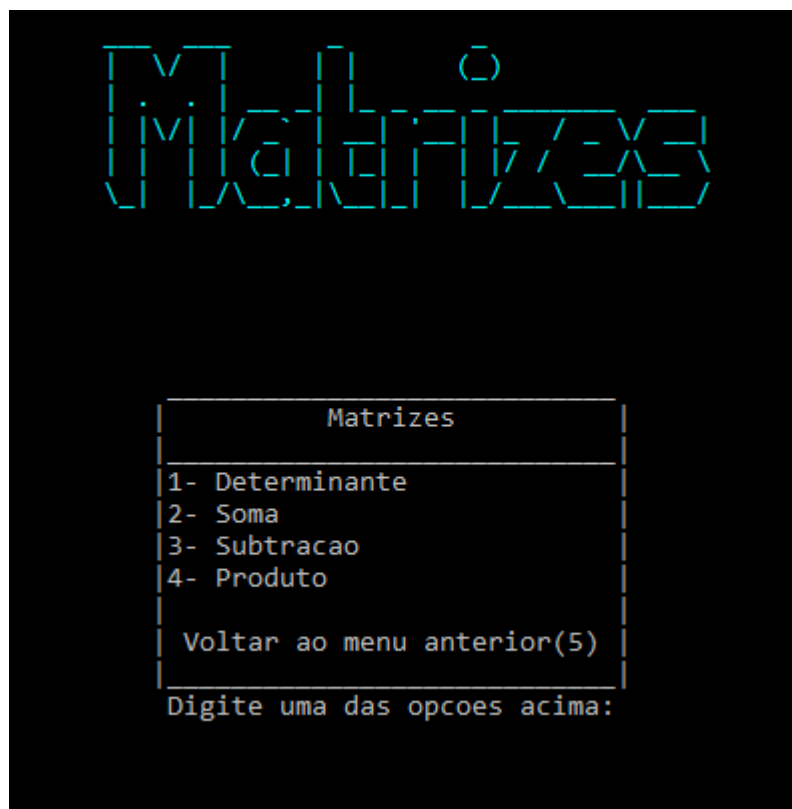 Matrizes
Matrizes
1- Determinante
2- Soma
3- Subtracao
4- Produto
Voltar ao menu anterior(5)
Digite uma das opcoes acima: